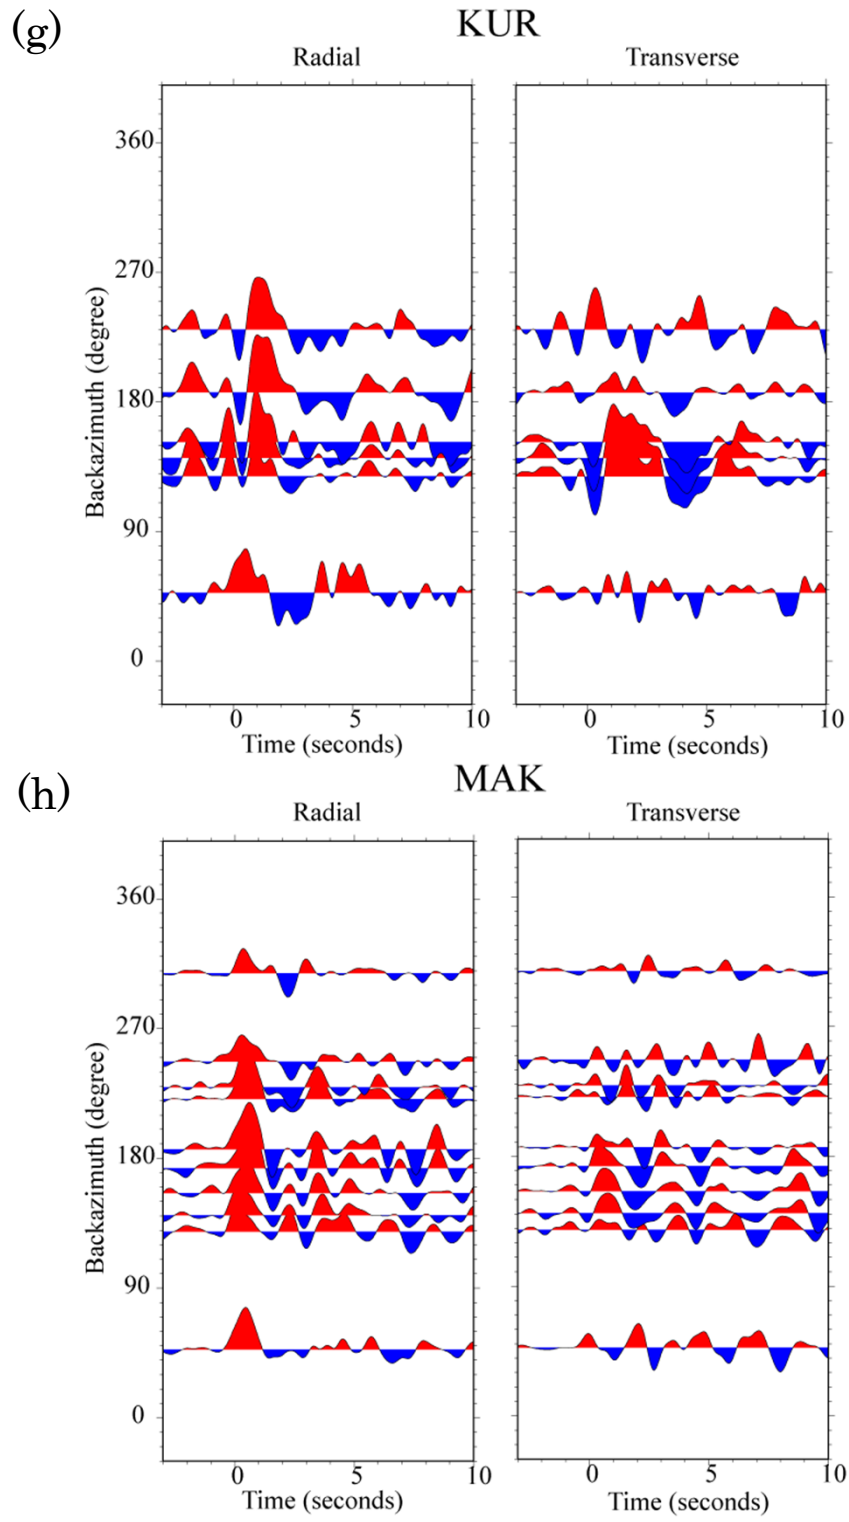 (g)
KUR
Radial
Transverse
Backazimuth (degree)
360
270
180
90
0
0 5 10
0 5 10
Time (seconds)
Time (seconds)
(h)
MAK
Radial
Transverse
Backazimuth (degree)
360
270
180
90
0
0 5 10
0 5 10
Time (seconds)
Time (seconds)